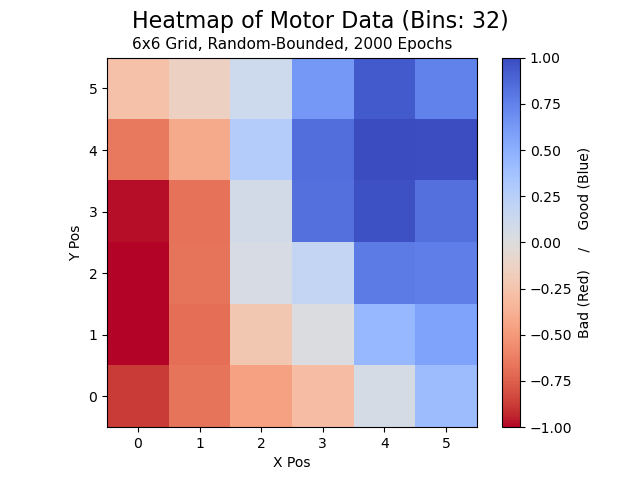 Heatmap of Motor Data (Bins: 32)
6x6 Grid, Random-Bounded, 2000 Epochs
5
4
3
2
1
0
Y Pos
0 1 2 3 4 5
X Pos
1.00
0.75
0.50
0.25
0.00
−0.25
−0.50
−0.75
−1.00
Bad (Red) / Good (Blue)